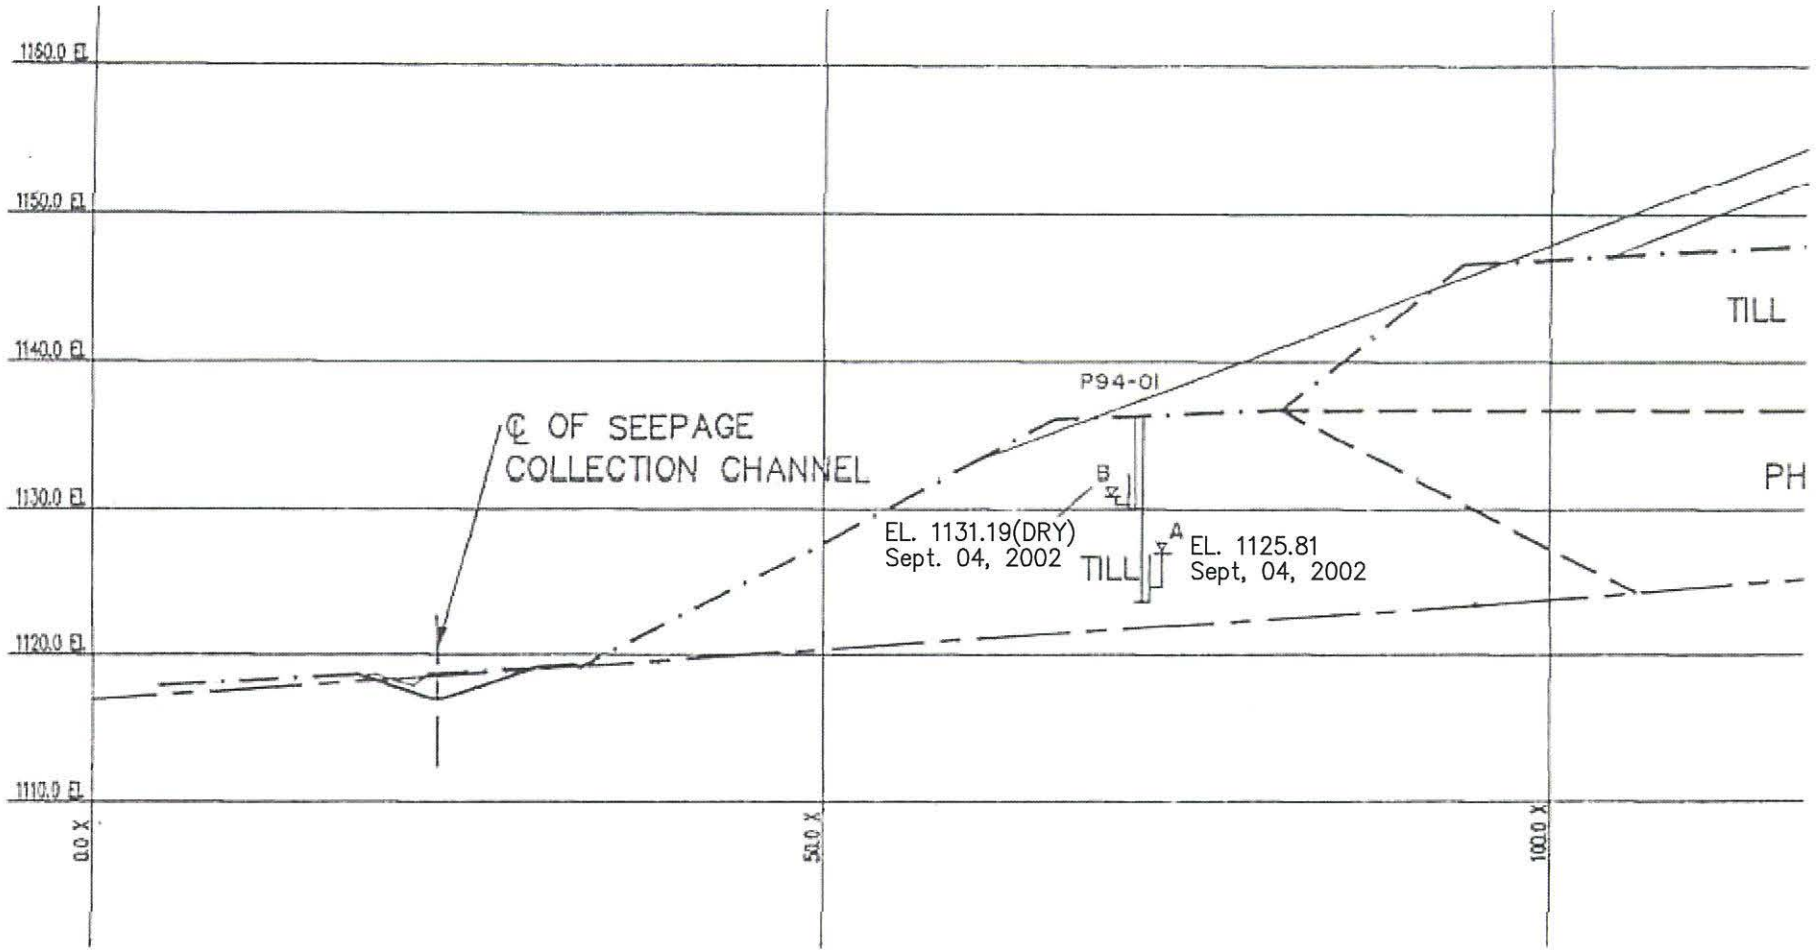 1160.0 EL
1150.0 EL
1140.0 EL
1130.0 EL
1120.0 EL
1110.0 EL
TILL
P94-01
℄ OF SEEPAGE
COLLECTION CHANNEL
PH
B
EL. 1131.19(DRY)
Sept. 04, 2002
A
EL. 1125.81
Sept, 04, 2002
TILL
0.0 X
50.0 X
100.0 X